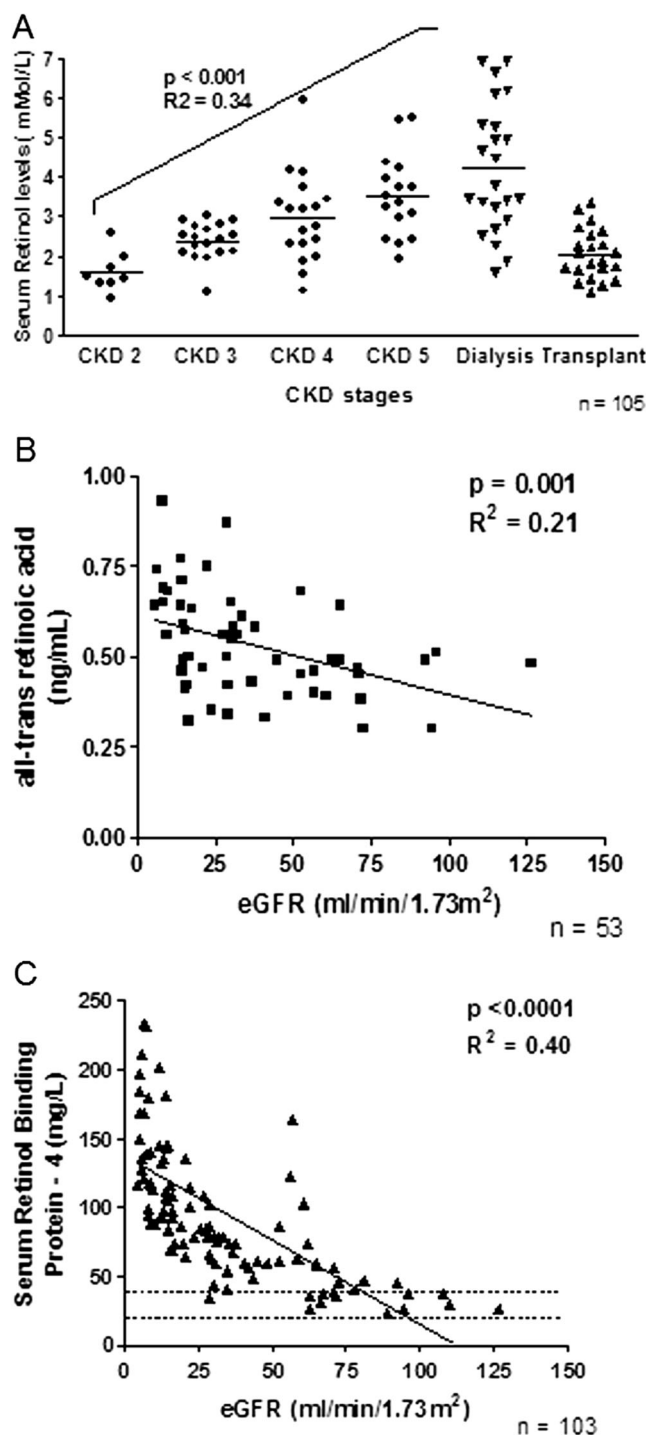 A
Serum Retinol levels ( mMol/L)
7
6
5
4
3
2
1
0
p < 0.001
R2 = 0.34
CKD 2 CKD 3 CKD 4 CKD 5 Dialysis Transplant
CKD stages
n = 105
B
all-trans retinoic acid
(ng/mL)
1.00
0.75
0.50
0.25
0.00
p = 0.001
R² = 0.21
0 25 50 75 100 125 150
eGFR (ml/min/1.73m²)
n = 53
C
Serum Retinol Binding
Protein - 4 (mg/L)
250
200
150
100
50
0
p <0.0001
R² = 0.40
0 25 50 75 100 125 150
eGFR (ml/min/1.73m²)
n = 103